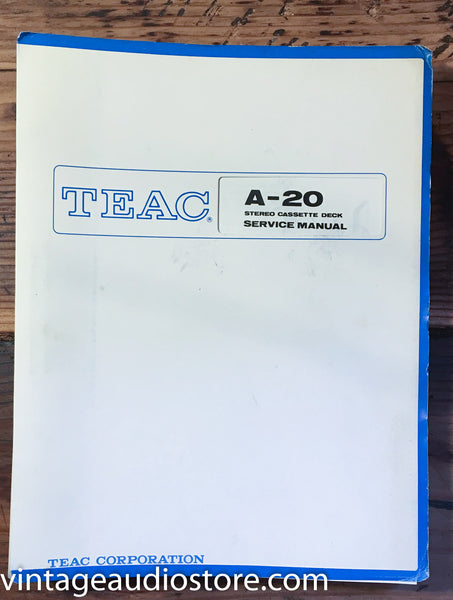 TEAC®
A-20
STEREO CASSETTE DECK
SERVICE MANUAL
TEAC CORPORATION
vintageaudiostore.com